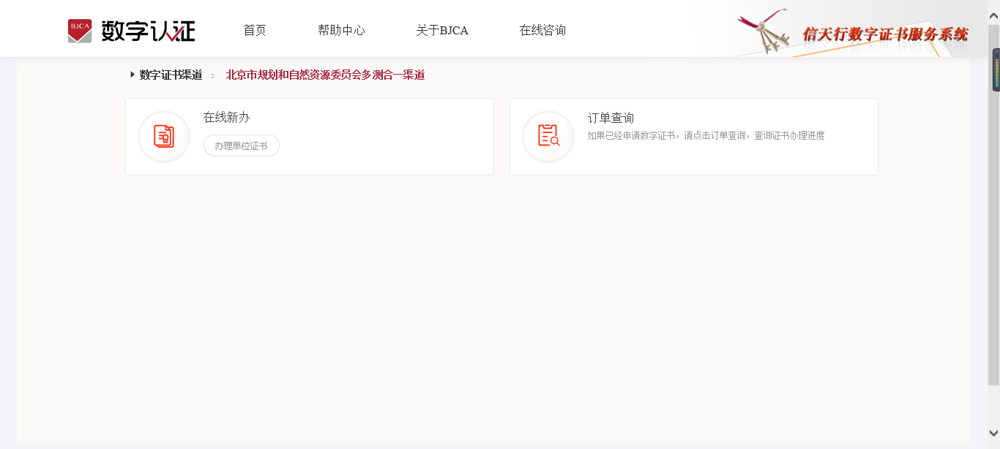 BJCA 数字认证 首页 帮助中心 关于BJCA 在线咨询 信天行数字证书服务系统
数字证书渠道 : 北京市规划和自然资源委员会多测合一渠道
在线新办
办理单位证书
订单查询
如果已经申请数字证书，请点击订单查询，查询证书办理进度